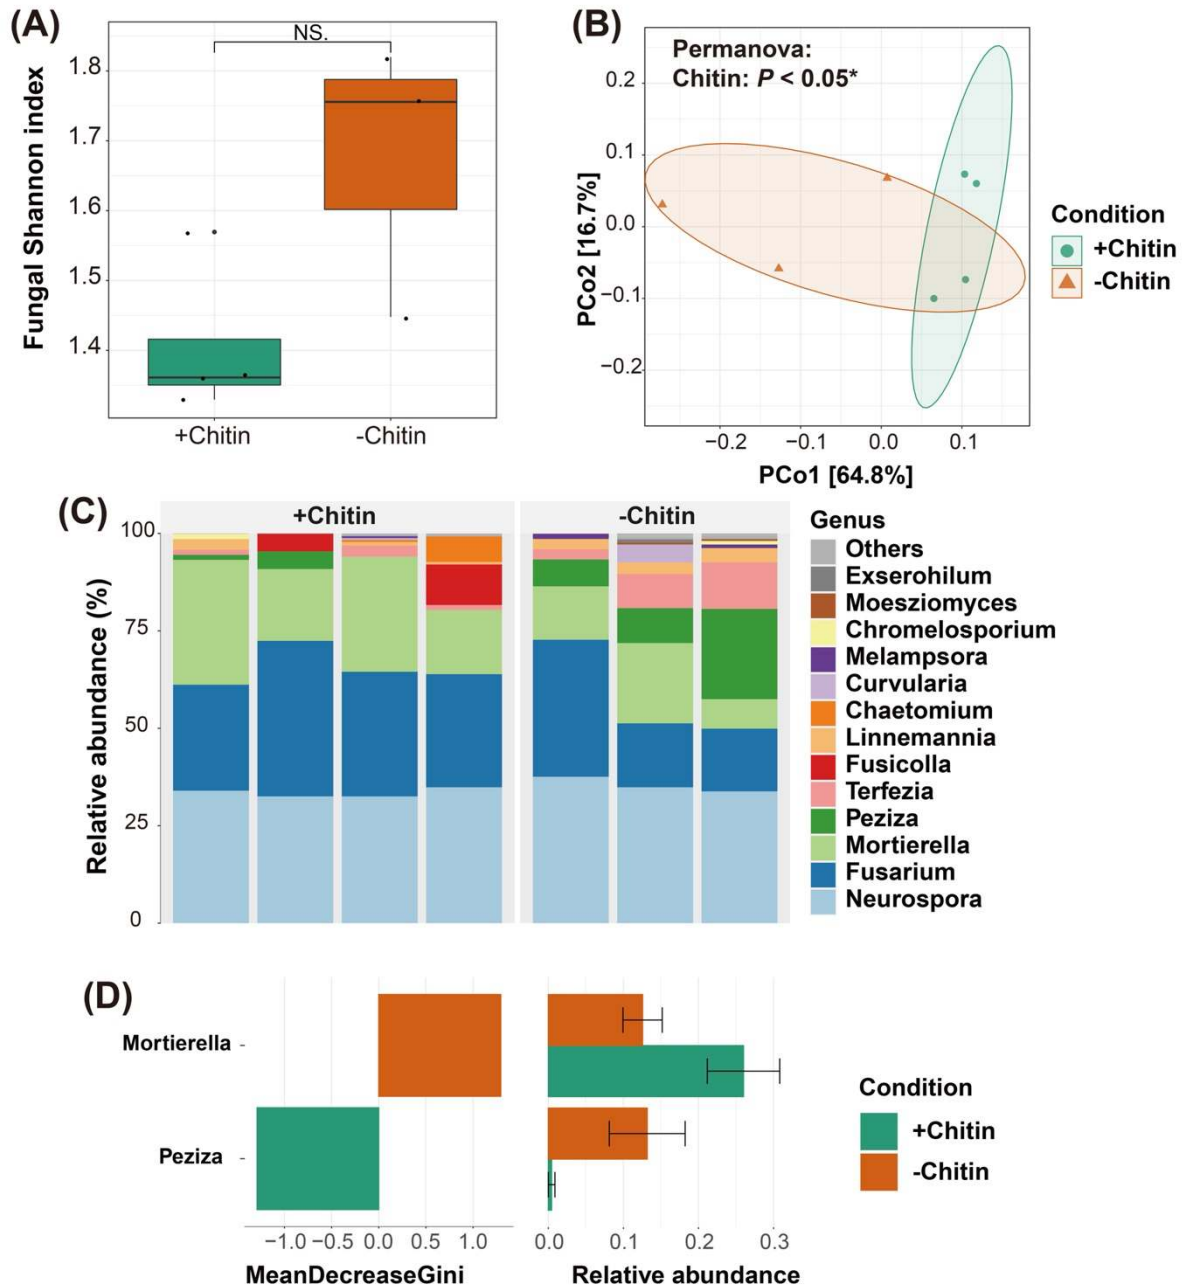 (A)
NS.
Fungal Shannon index
1.8
1.7
1.6
1.5
1.4
+Chitin
-Chitin
(B)
Permanova:
Chitin: P < 0.05*
PCo2 [16.7%]
0.2
0.1
0.0
−0.1
−0.2
−0.2
−0.1
0.0
0.1
PCo1 [64.8%]
Condition
+Chitin
-Chitin
(C)
+Chitin
-Chitin
Relative abundance (%)
100
75
50
25
0
Genus
Others
Exserohilum
Moesziomyces
Chromelosporium
Melampsora
Curvularia
Chaetomium
Linnemannia
Fusicolla
Terfezia
Peziza
Mortierella
Fusarium
Neurospora
(D)
Mortierella
Peziza
−1.0
−0.5
0.0
0.5
1.0
MeanDecreaseGini
0.0
0.1
0.2
0.3
Relative abundance
Condition
+Chitin
-Chitin